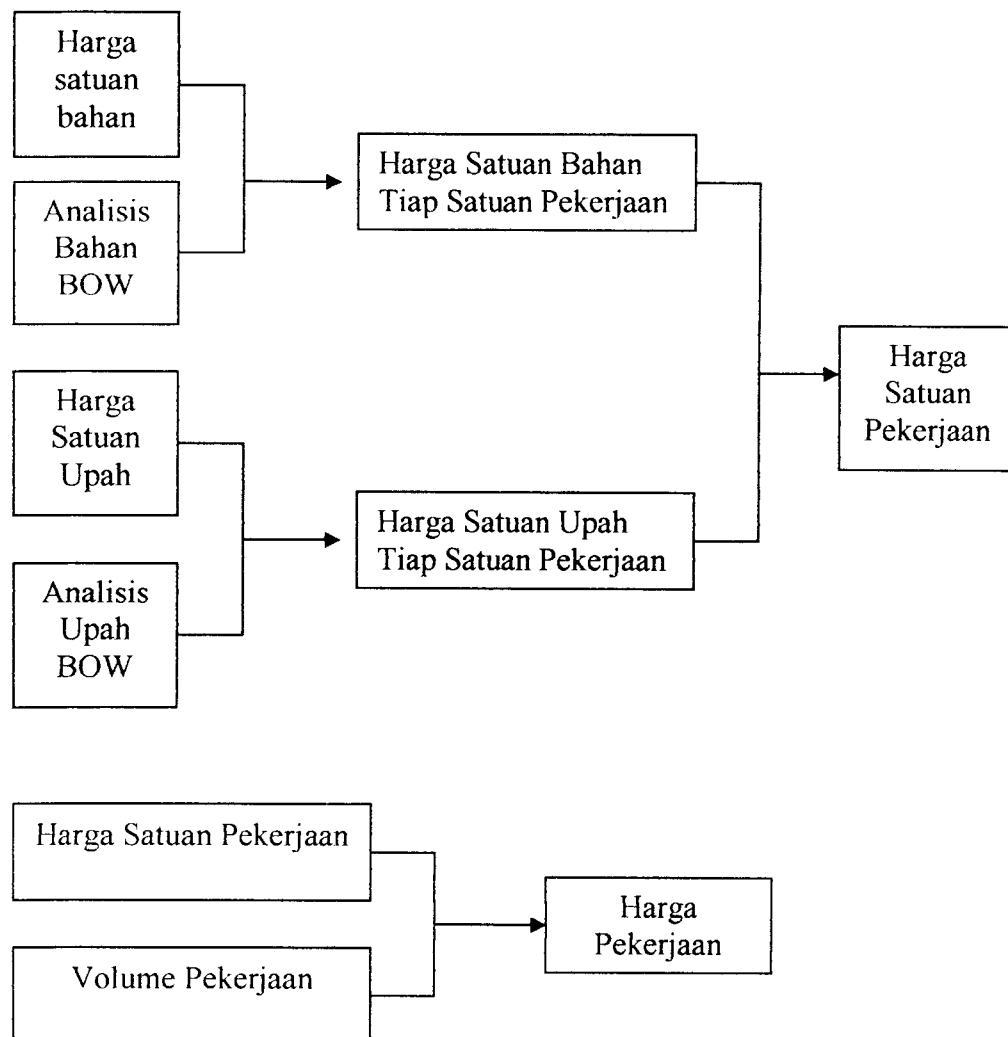 Harga
satuan
bahan
Analisis
Bahan
BOW
Harga Satuan Bahan
Tiap Satuan Pekerjaan
Harga
Satuan
Upah
Analisis
Upah
BOW
Harga Satuan Upah
Tiap Satuan Pekerjaan
Harga
Satuan
Pekerjaan
Harga Satuan Pekerjaan
Volume Pekerjaan
Harga
Pekerjaan